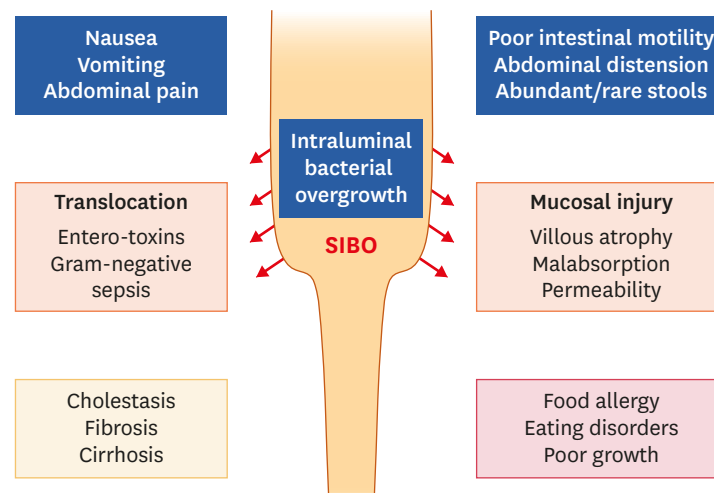 Nausea
Vomiting
Abdominal pain
Poor intestinal motility
Abdominal distension
Abundant/rare stools
Intraluminal
bacterial
overgrowth
SIBO
Translocation
Entero-toxins
Gram-negative
sepsis
Mucosal injury
Villous atrophy
Malabsorption
Permeability
Cholestasis
Fibrosis
Cirrhosis
Food allergy
Eating disorders
Poor growth